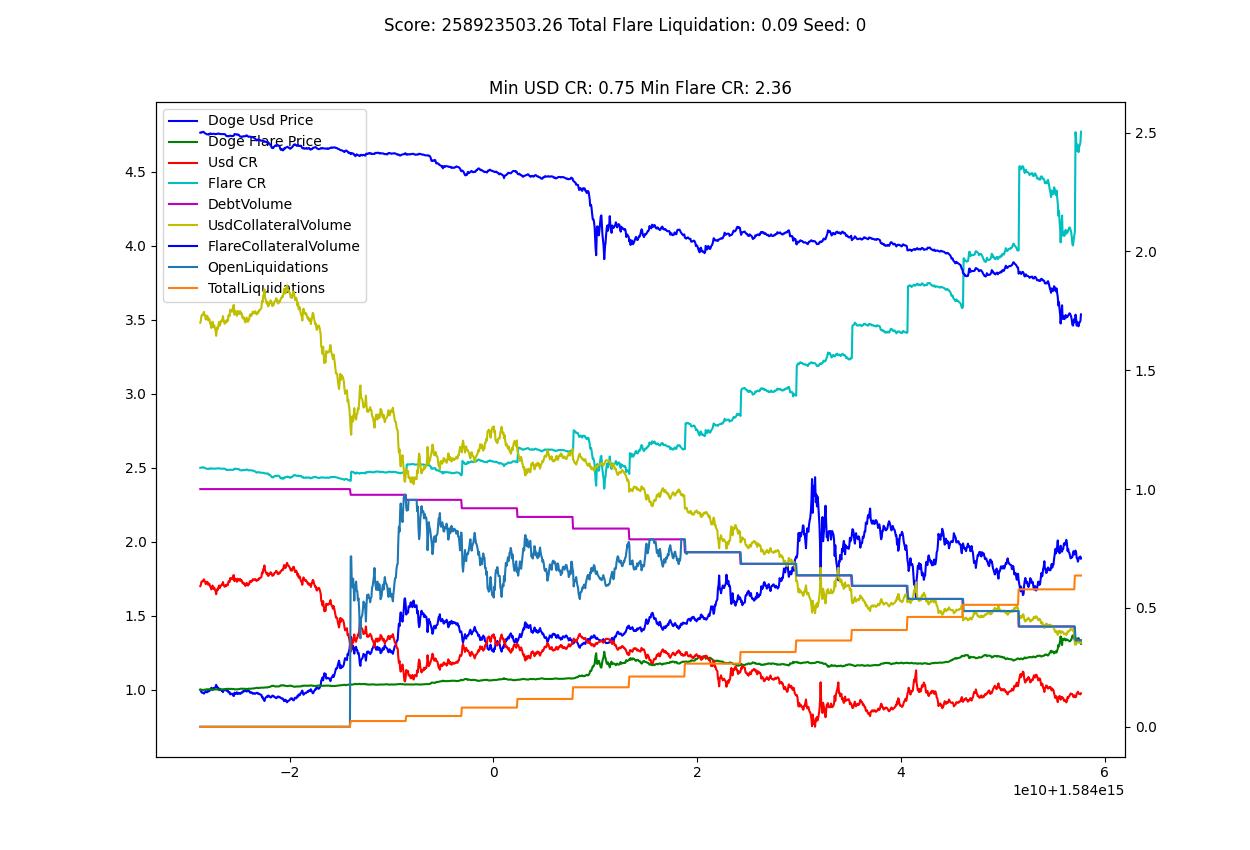 Score: 258923503.26 Total Flare Liquidation: 0.09 Seed: 0
Min USD CR: 0.75 Min Flare CR: 2.36
Doge Usd Price
Doge Flare Price
Usd CR
Flare CR
DebtVolume
UsdCollateralVolume
FlareCollateralVolume
OpenLiquidations
TotalLiquidations
4.5
4.0
3.5
3.0
2.5
2.0
1.5
1.0
2.5
2.0
1.5
1.0
0.5
0.0
−2 0 2 4 6
1e10+1.584e15